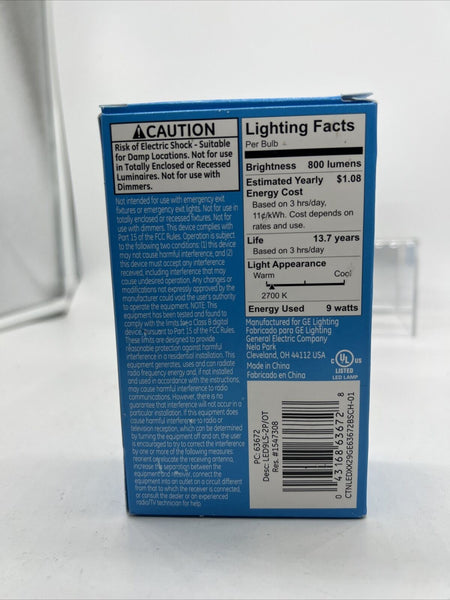 CAUTION
Risk of Electric Shock - Suitable
for Damp Locations. Not for use
in Totally Enclosed or Recessed
Luminaires. Not for use with
Dimmers.
Not intended for use with emergency exit
fixtures or emergency exit lights. Not for use in
totally enclosed or recessed fixtures. Not for use
with dimmers. This device complies with
Part 15 of the FCC Rules. Operation is subject to
the following two conditions: (1) this device may
not cause harmful interference, and (2)
this device must accept any interference
received, including interference that may
cause undesired operation. Any changes or
modifications not expressly approved by the
manufacturer could void the user's authority
to operate the equipment. NOTE: This
equipment has been tested and found to
comply with the limits for a Class B digital
device, pursuant to Part 15 of the FCC Rules.
These limits are designed to provide
reasonable protection against harmful
interference in a residential installation. This
equipment generates, uses and can radiate
radio frequency energy and, if not installed
and used in accordance with the instructions,
may cause harmful interference to radio
communications. However, there is no
guarantee that interference will not occur in a
particular installation. If this equipment does
cause harmful interference to radio or
television reception, which can be determined
by turning the equipment off and on, the user
is encouraged to try to correct the interference
by one or more of the following measures:
reorient or relocate the receiving antenna,
increase the separation between the
equipment and receiver, connect the
equipment into an outlet on a circuit different
from that to which the receiver is connected,
or consult the dealer or an experienced
radio/TV technician for help
Lighting Facts
Per Bulb
Brightness 800 lumens
Estimated Yearly $1.08
Energy Cost
Based on 3 hrs/day,
11¢/kWh. Cost depends on
rates and use.
Life 13.7 years
Based on 3 hrs/day
Light Appearance
Warm Cool
2700 K
Energy Used 9 watts
Manufactured for GE Lighting
Fabricado para GE Lighting
General Electric Company
Nela Park
Cleveland, OH 44112 USA
Made in China
Fabricado en China
C UL US
LISTED
LED LAMP
PC 63672
Desc: LED9LS-2P/OT
Res. #1547308
0 43168 63672 8
CTNLEDXX29GE63672BSCH-01